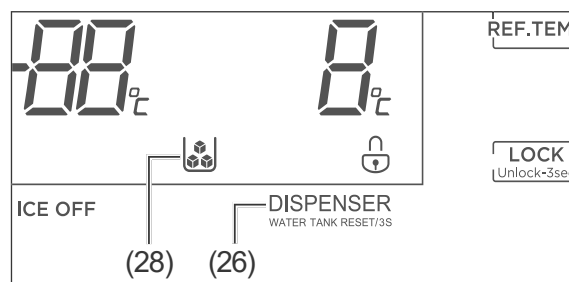 -88°C 8°C
REF.TEM
LOCK
Unlock-3se
ICE OFF
DISPENSER
WATER TANK RESET/3S
(28) (26)